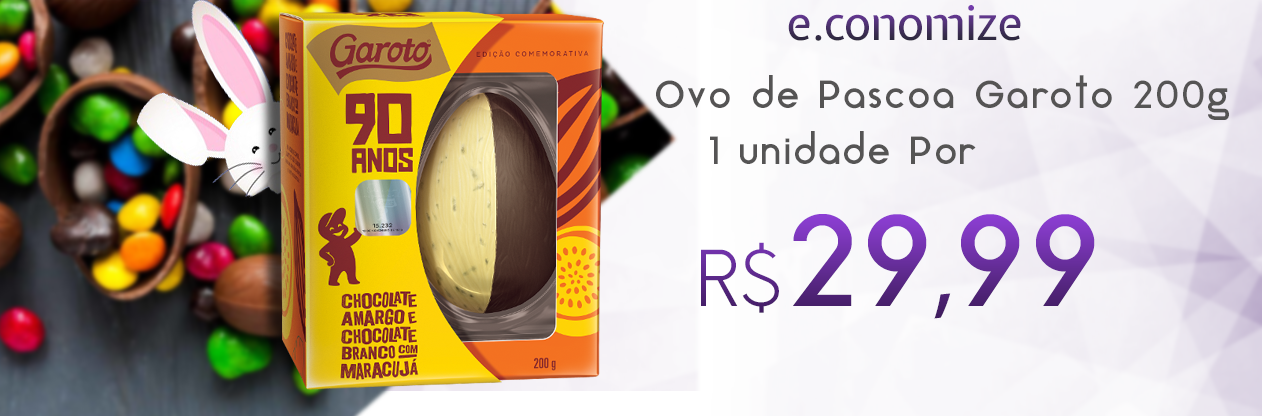 e.conomize
Ovo de Pascoa Garoto 200g
1 unidade Por
R$29,99
Garoto
EDIÇÃO COMEMORATIVA
90
ANOS
CHOCOLATE
AMARGO E
CHOCOLATE
BRANCO COM
MARACUJÁ
200 g